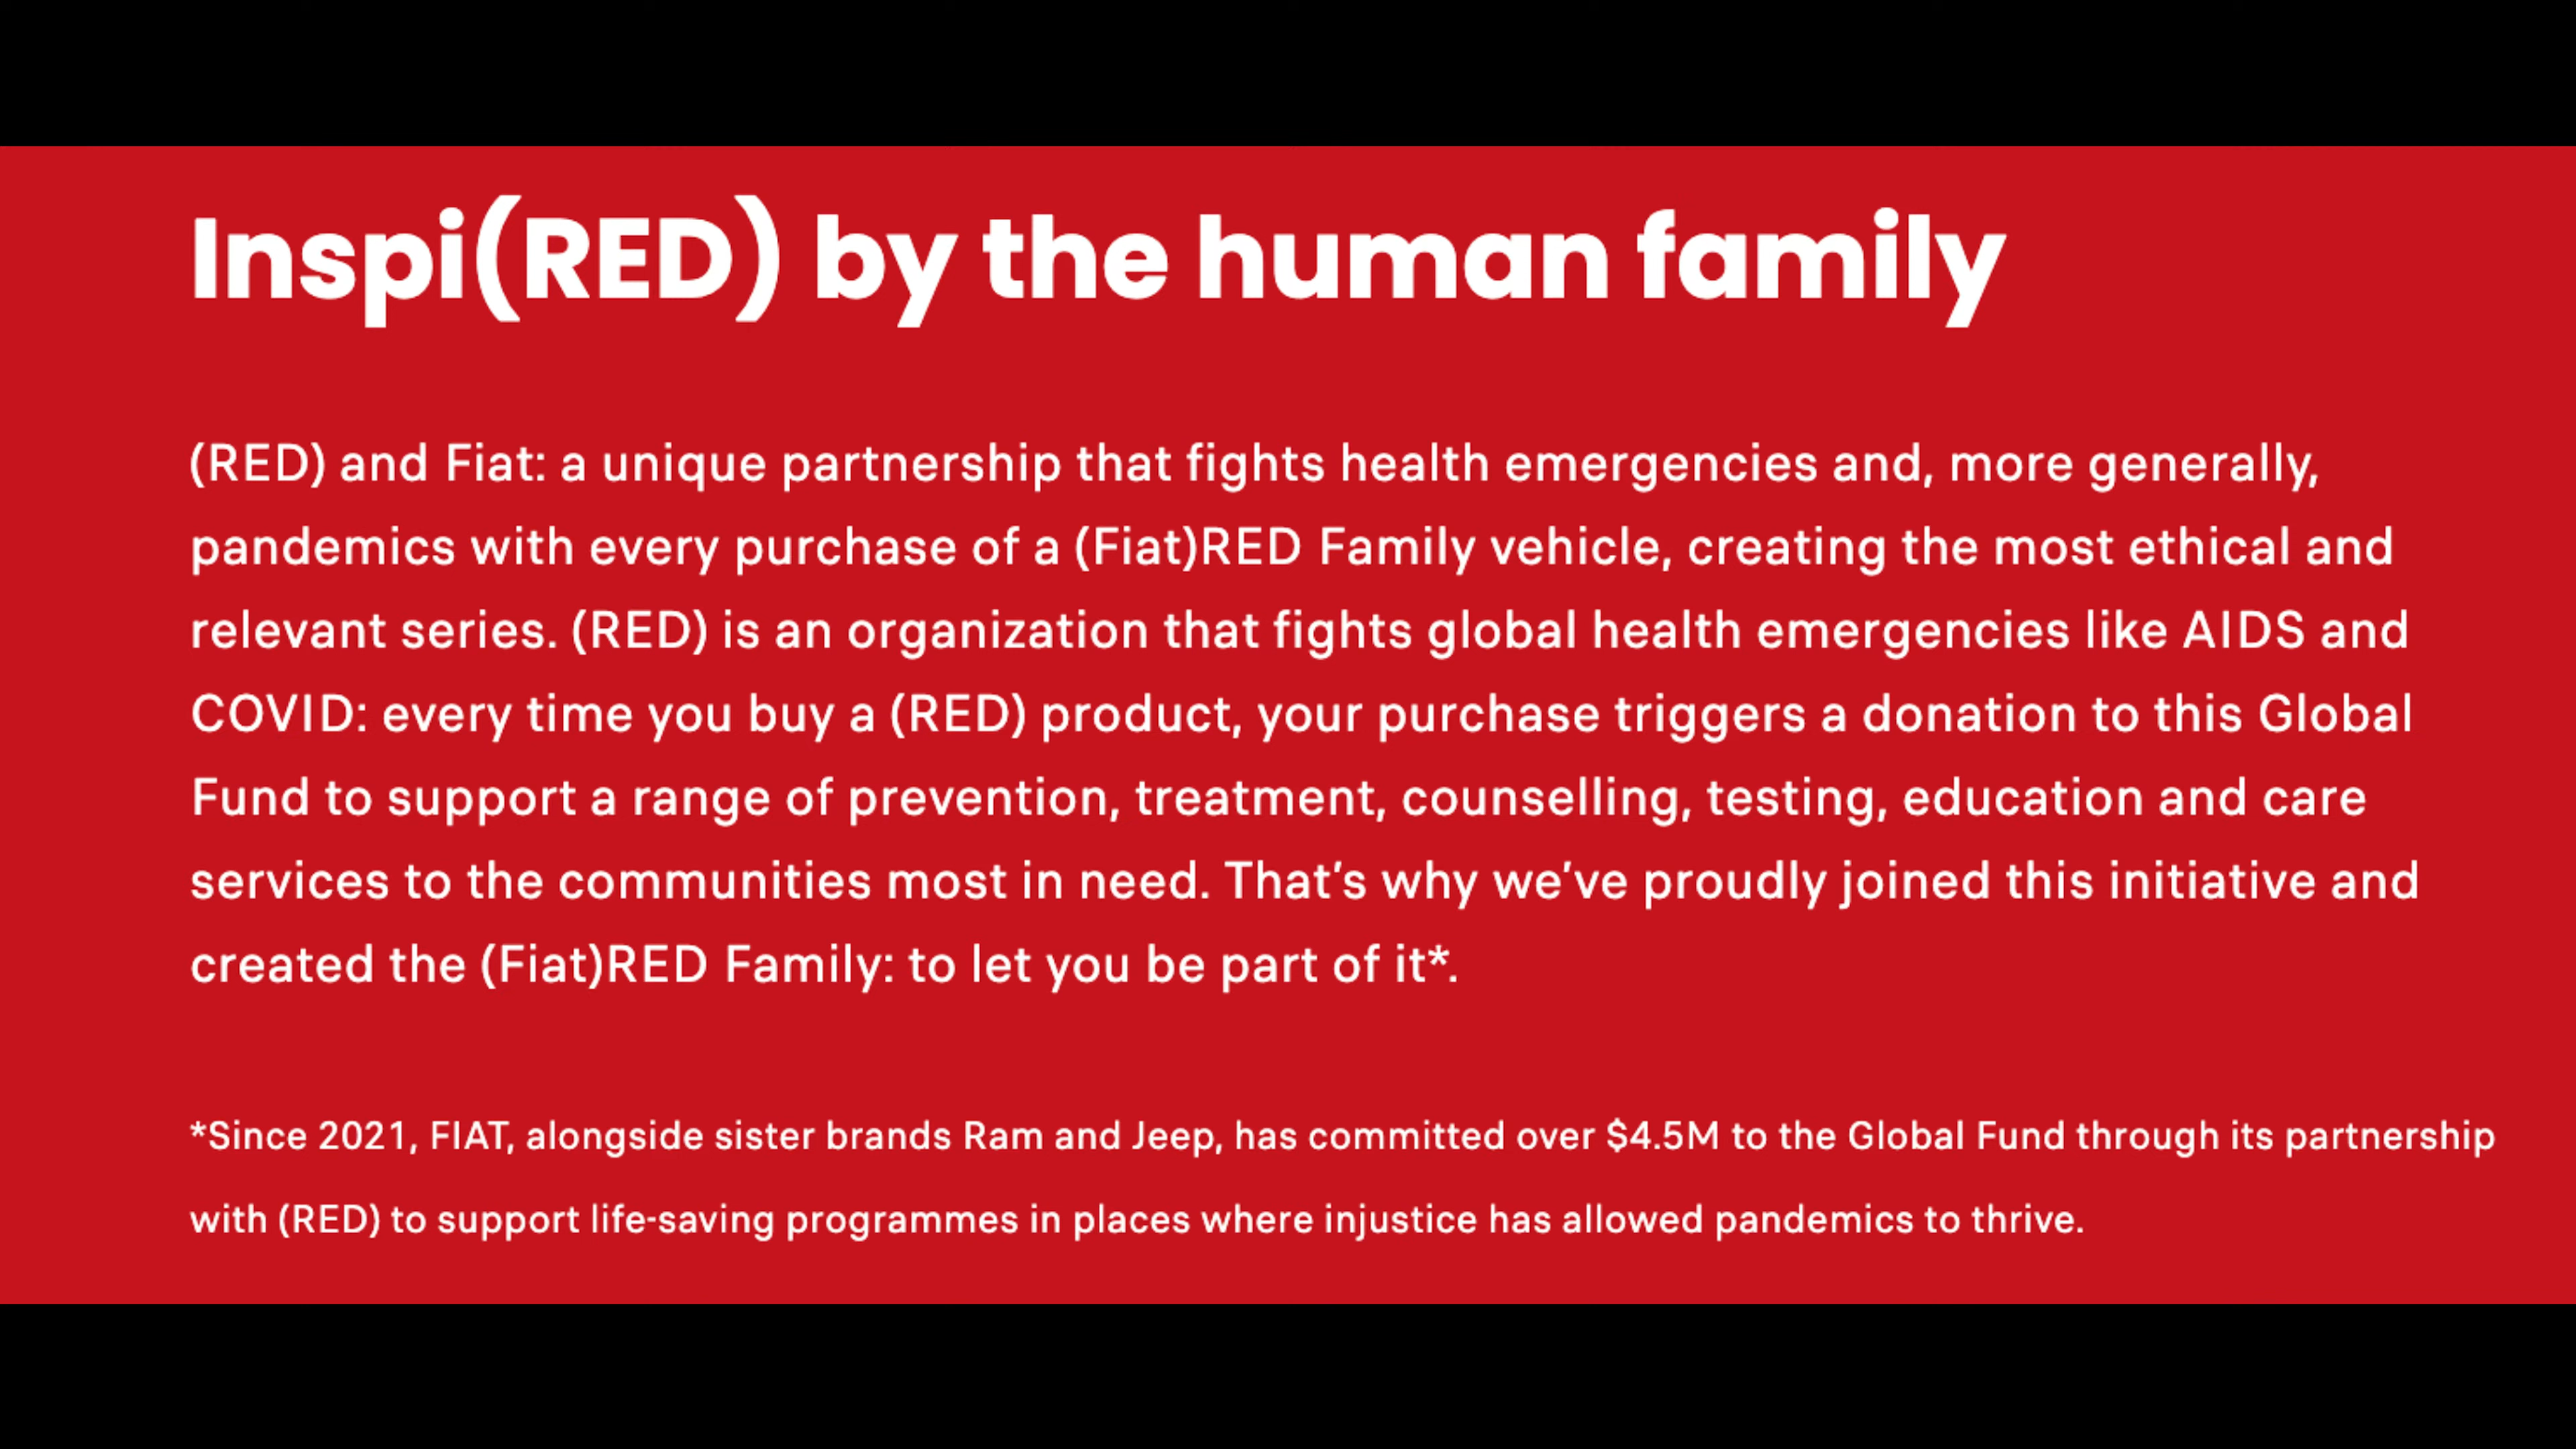 Inspi(RED) by the human family
(RED) and Fiat: a unique partnership that fights health emergencies and, more generally,
pandemics with every purchase of a (Fiat)RED Family vehicle, creating the most ethical and
relevant series. (RED) is an organization that fights global health emergencies like AIDS and
COVID: every time you buy a (RED) product, your purchase triggers a donation to this Global
Fund to support a range of prevention, treatment, counselling, testing, education and care
services to the communities most in need. That’s why we’ve proudly joined this initiative and
created the (Fiat)RED Family: to let you be part of it*.
*Since 2021, FIAT, alongside sister brands Ram and Jeep, has committed over $4.5M to the Global Fund through its partnership
with (RED) to support life-saving programmes in places where injustice has allowed pandemics to thrive.